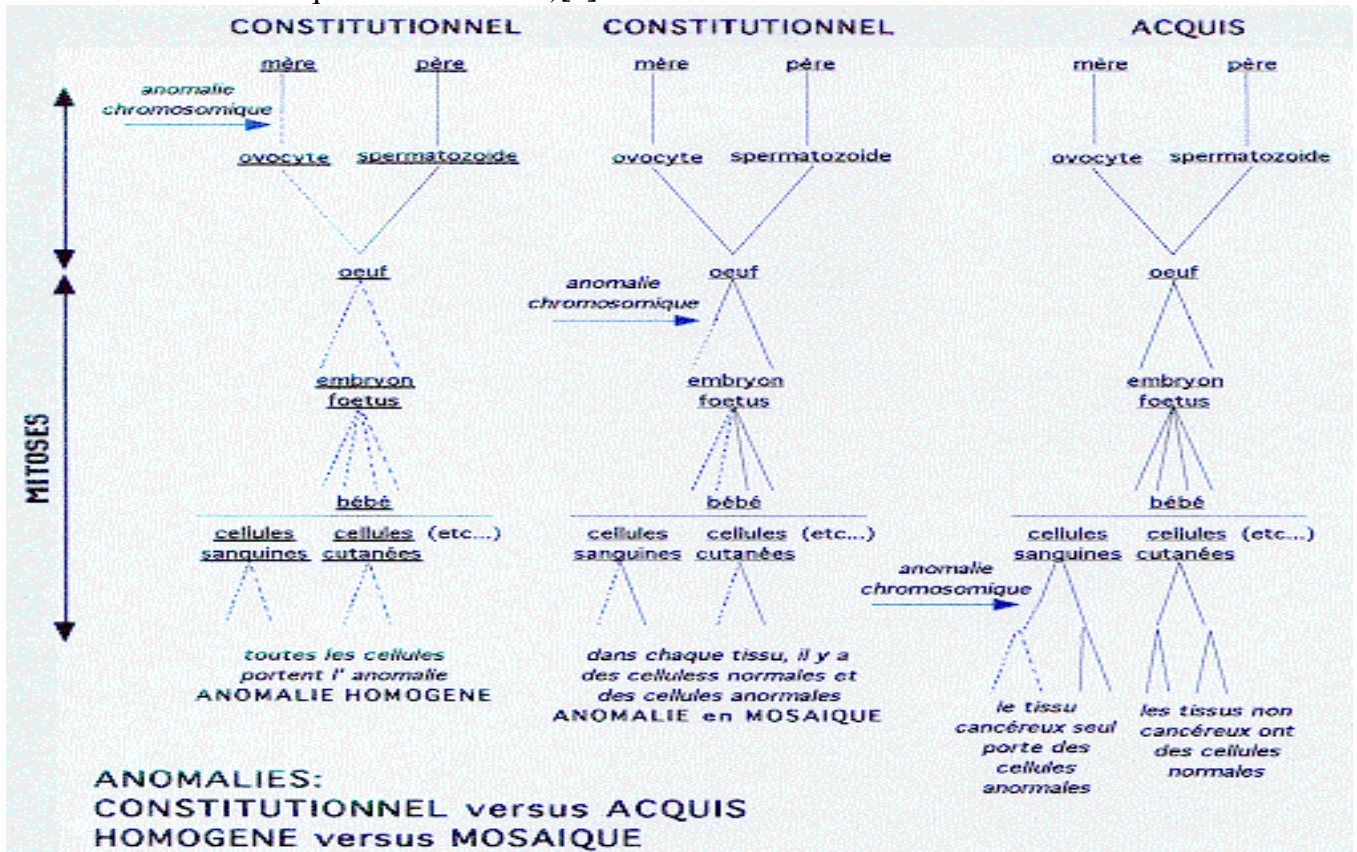 CONSTITUTIONNEL CONSTITUTIONNEL ACQUIS
mère père mère père mère père
anomalie
chromosomique
ovocyte spermatozoide ovocyte spermatozoide ovocyte spermatozoide
oeuf oeuf oeuf
anomalie
chromosomique
embryon embryon embryon
foetus foetus foetus
MITOSES
bébé bébé bébé
cellules cellules (etc...) cellules cellules (etc...) cellules cellules (etc...)
sanguines cutanées sanguines cutanées sanguines cutanées
anomalie
chromosomique
toutes les cellules
portent l' anomalie
ANOMALIE HOMOGENE
dans chaque tissu, il y a
des celluless normales et
des cellules anormales
ANOMALIE en MOSAIQUE
le tissu
cancéreux seul
porte des
cellules
anormales
les tissus non
cancéreux ont
des cellules
normales
ANOMALIES:
CONSTITUTIONNEL versus ACQUIS
HOMOGENE versus MOSAIQUE